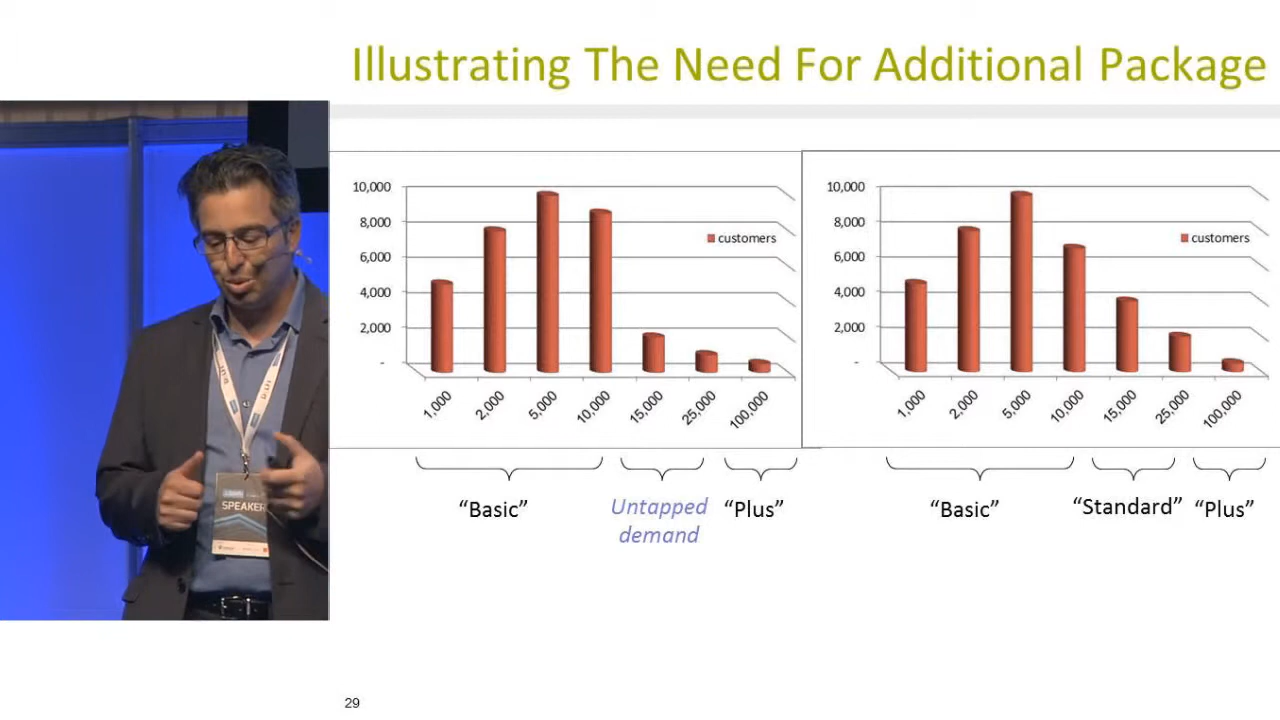 Illustrating The Need For Additional Package
10,000
8,000
6,000
4,000
2,000
-
customers
1,000
2,000
5,000
10,000
15,000
25,000
100,000
"Basic"
Untapped
demand
"Plus"
10,000
8,000
6,000
4,000
2,000
-
customers
1,000
2,000
5,000
10,000
15,000
25,000
100,000
"Basic"
"Standard"
"Plus"
SPEAKER
29